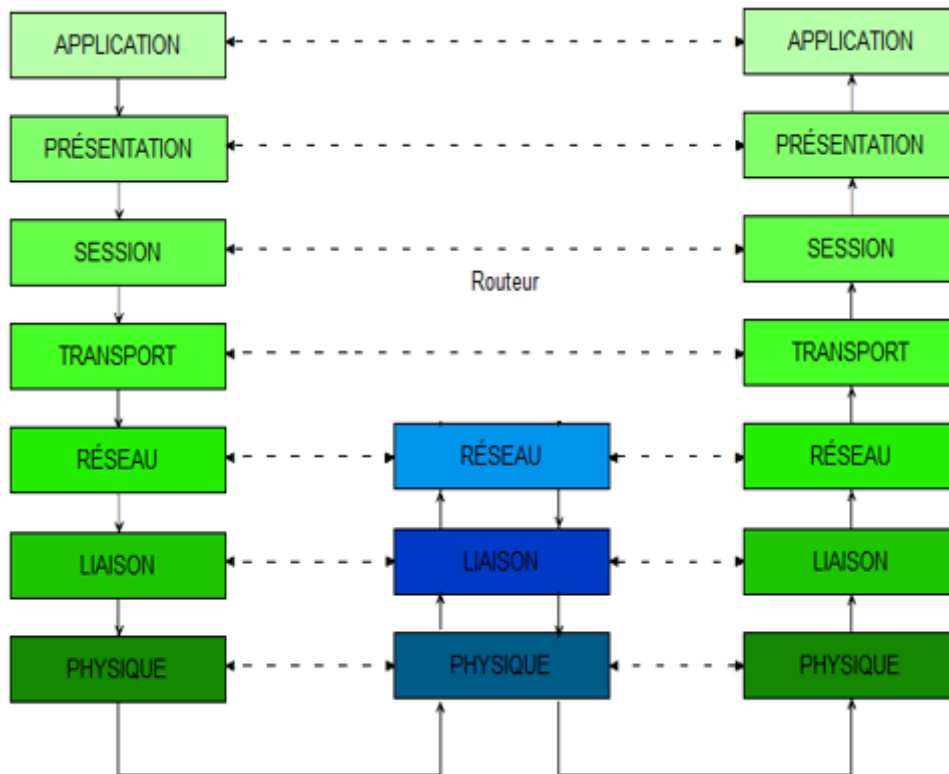 APPLICATION
APPLICATION
PRÉSENTATION
PRÉSENTATION
SESSION
SESSION
Routeur
TRANSPORT
TRANSPORT
RÉSEAU
RÉSEAU
RÉSEAU
LIAISON
LIAISON
LIAISON
PHYSIQUE
PHYSIQUE
PHYSIQUE